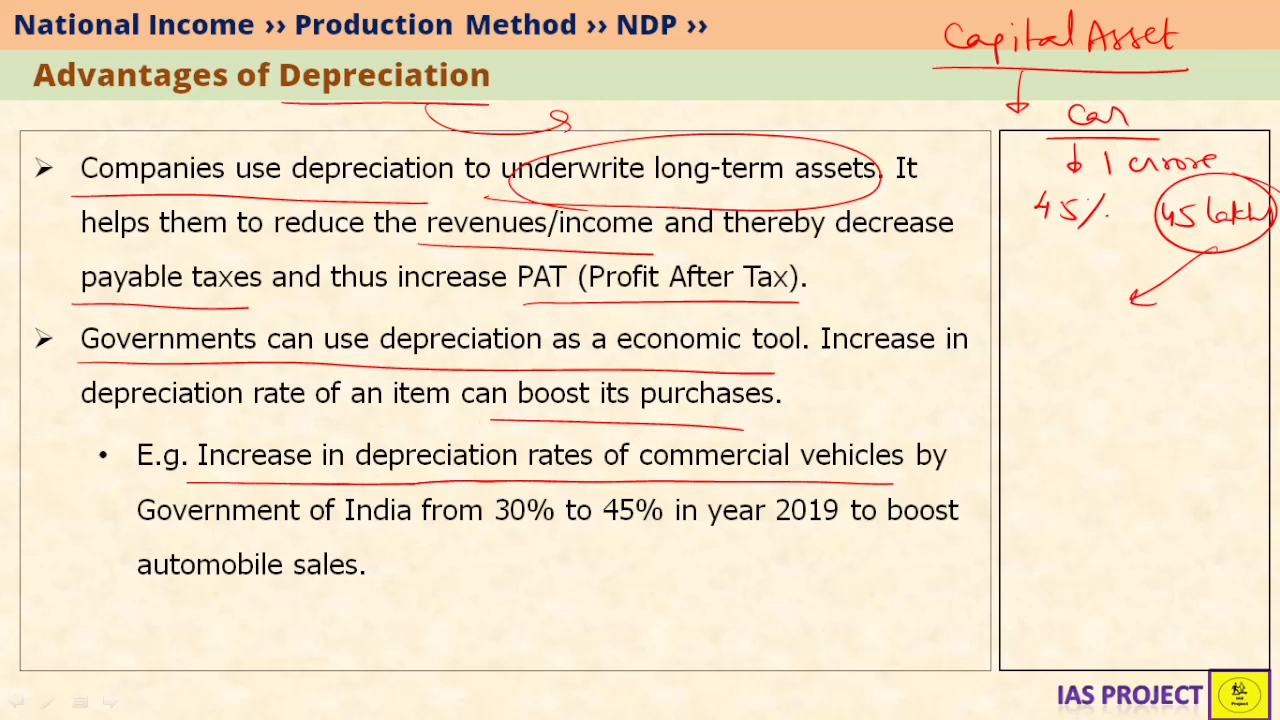 National Income ›› Production Method ›› NDP ››
Advantages of Depreciation
Capital Asset
Car
1 crore
45% 45 lakh
➢ Companies use depreciation to underwrite long-term assets. It
helps them to reduce the revenues/income and thereby decrease
payable taxes and thus increase PAT (Profit After Tax).
➢ Governments can use depreciation as a economic tool. Increase in
depreciation rate of an item can boost its purchases.
• E.g. Increase in depreciation rates of commercial vehicles by
Government of India from 30% to 45% in year 2019 to boost
automobile sales.
IAS PROJECT
IAS
Project